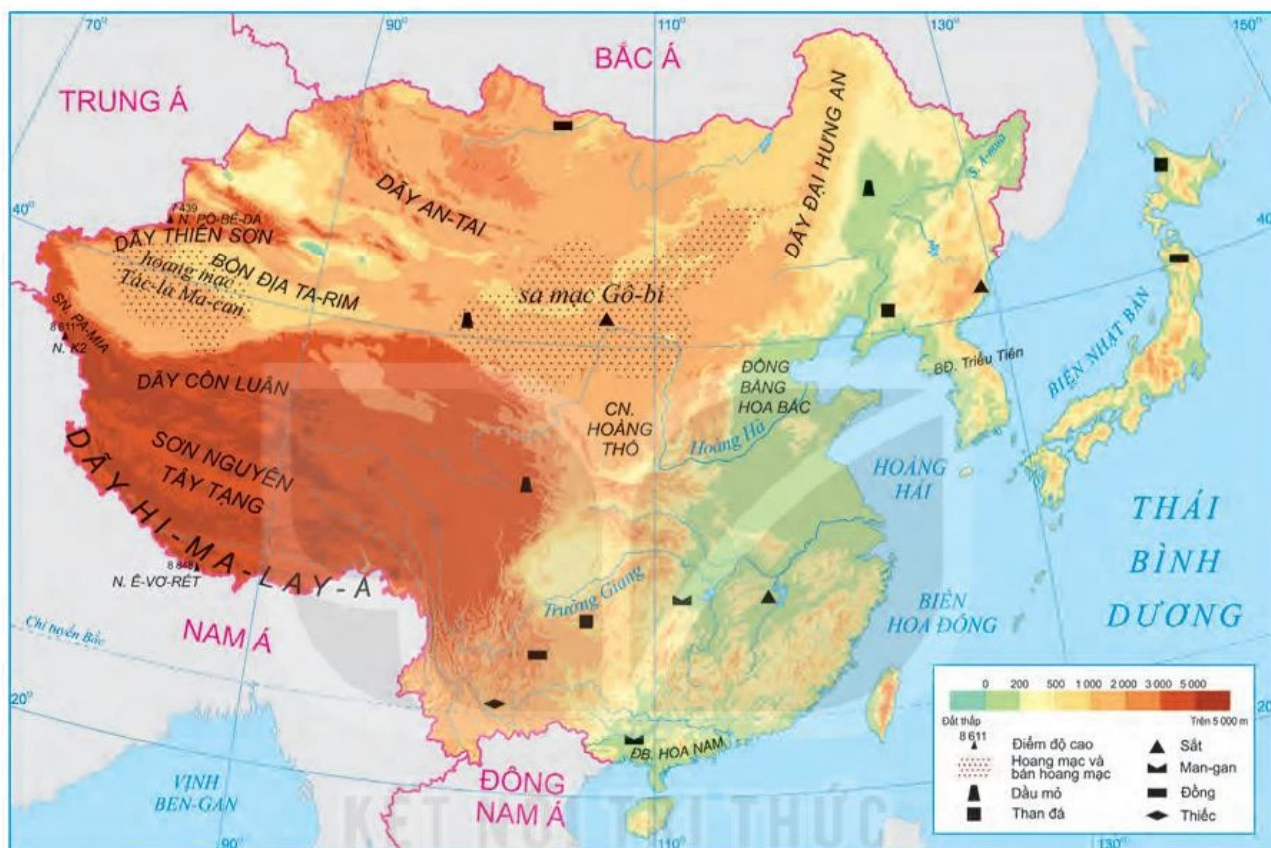 70°
90°
110°
130°
150°
BẮC Á
TRUNG Á
DÃY ĐẠI HƯNG AN
S. A-mua
DÃY AN-TAI
40°
40°
7 439
N. PÔ-BÊ-ĐA
DÃY THIÊN SƠN
BỒN ĐỊA TA-RIM
hoang mạc
Tác-la Ma-can
sa mạc Gô-bi
SN. PA-MIA
8 611
N. K2
BIỂN NHẬT BẢN
BĐ. Triều Tiên
ĐỒNG
BẰNG
HOA BẮC
DÃY CÔN LUÂN
CN.
HOÀNG
THỔ
Hoàng Hà
SƠN NGUYÊN
TÂY TẠNG
HOÀNG
HẢI
DÃY HI-MA-LAY-A
THÁI
BÌNH
DƯƠNG
8 848
N. Ê-VƠ-RÉT
Trường Giang
BIỂN
HOA ĐÔNG
NAM Á
Chí tuyến Bắc
20°
20°
ĐB. HOA NAM
ĐÔNG
NAM Á
VỊNH
BEN-GAN
0 200 500 1 000 2 000 3 000 5 000
Đất thấp
Trên 5 000 m
8 611
Điểm độ cao
Hoang mạc và
bán hoang mạc
Dầu mỏ
Than đá
Sắt
Man-gan
Đồng
Thiếc
KẾT NỐI TRI THỨC
90°
110°
130°